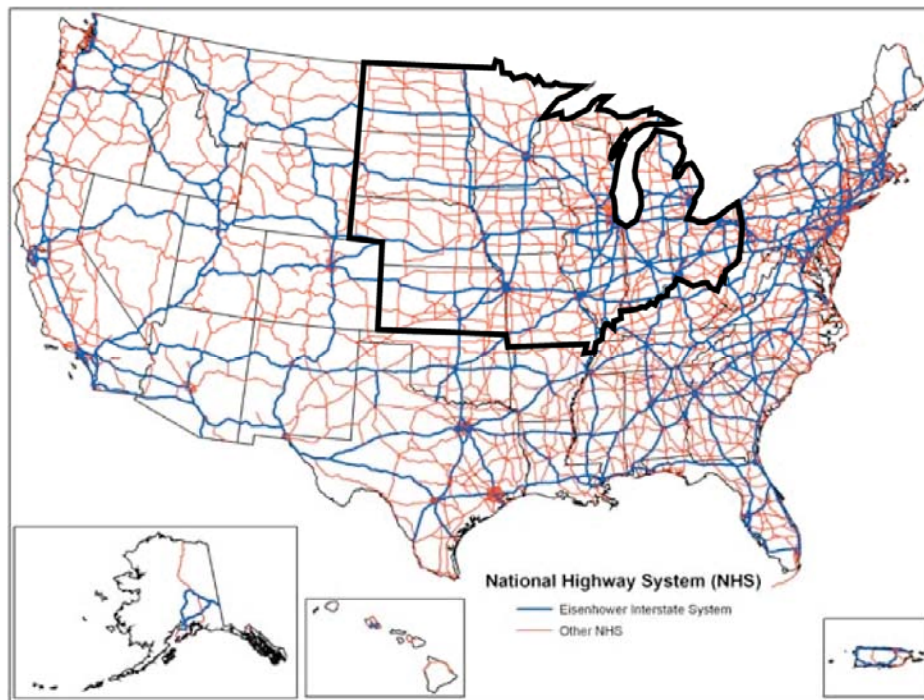 National Highway System (NHS)
Eisenhower Interstate System
Other NHS